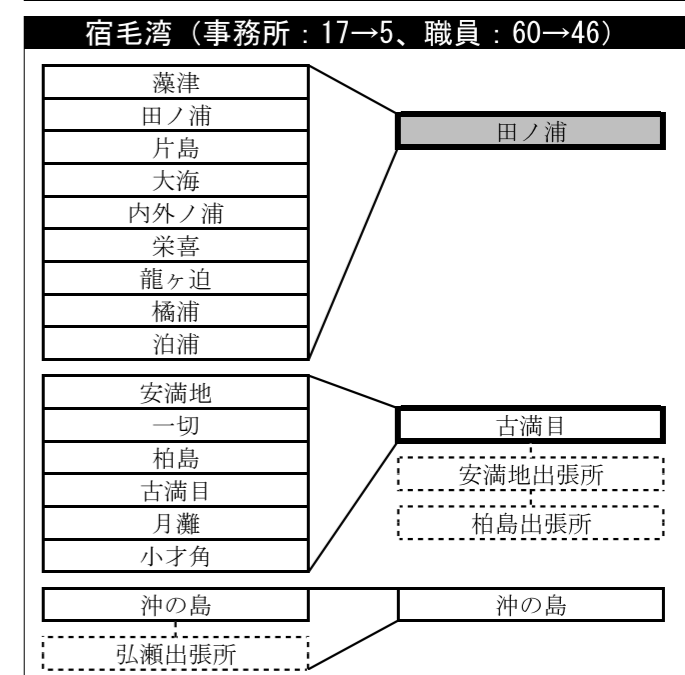 宿毛湾（事務所：17→5、職員：60→46）
藻津
田ノ浦
片島
大海
内外ノ浦
栄喜
龍ヶ迫
橘浦
泊浦
田ノ浦
安満地
一切
柏島
古満目
月灘
小才角
古満目
安満地出張所
柏島出張所
沖の島
弘瀬出張所
沖の島